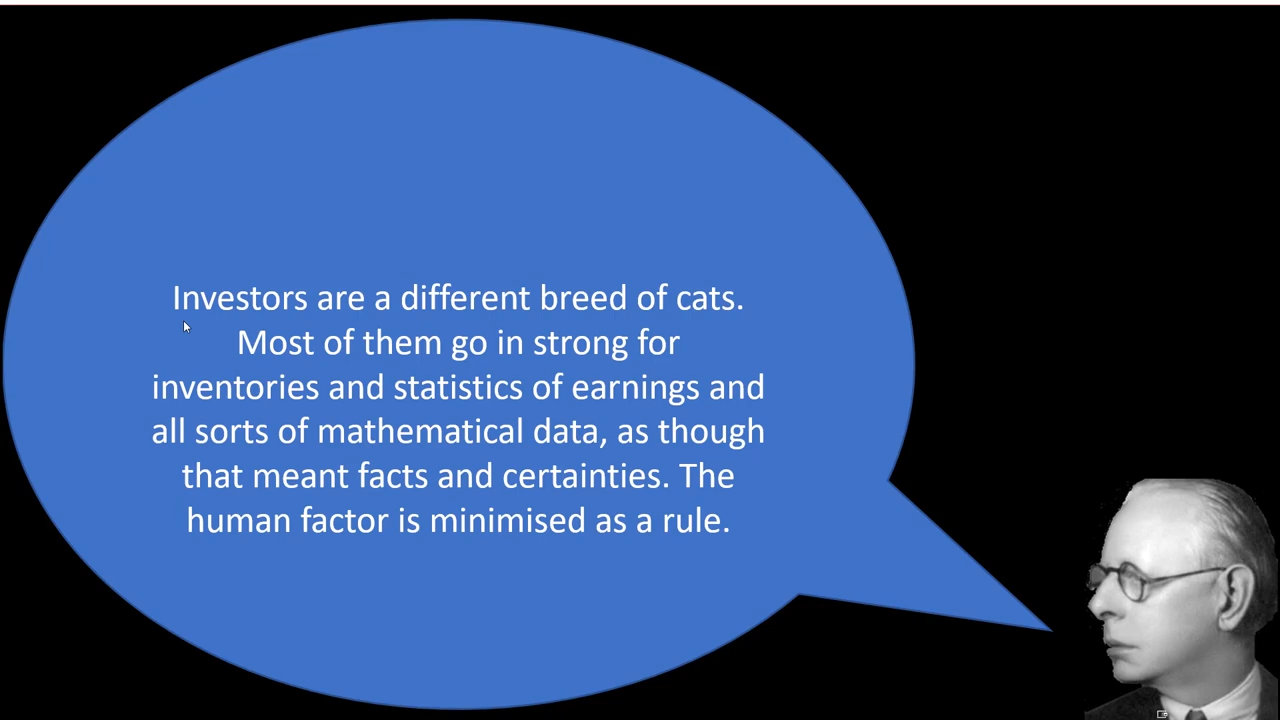 Investors are a different breed of cats.
Most of them go in strong for
inventories and statistics of earnings and
all sorts of mathematical data, as though
that meant facts and certainties. The
human factor is minimised as a rule.